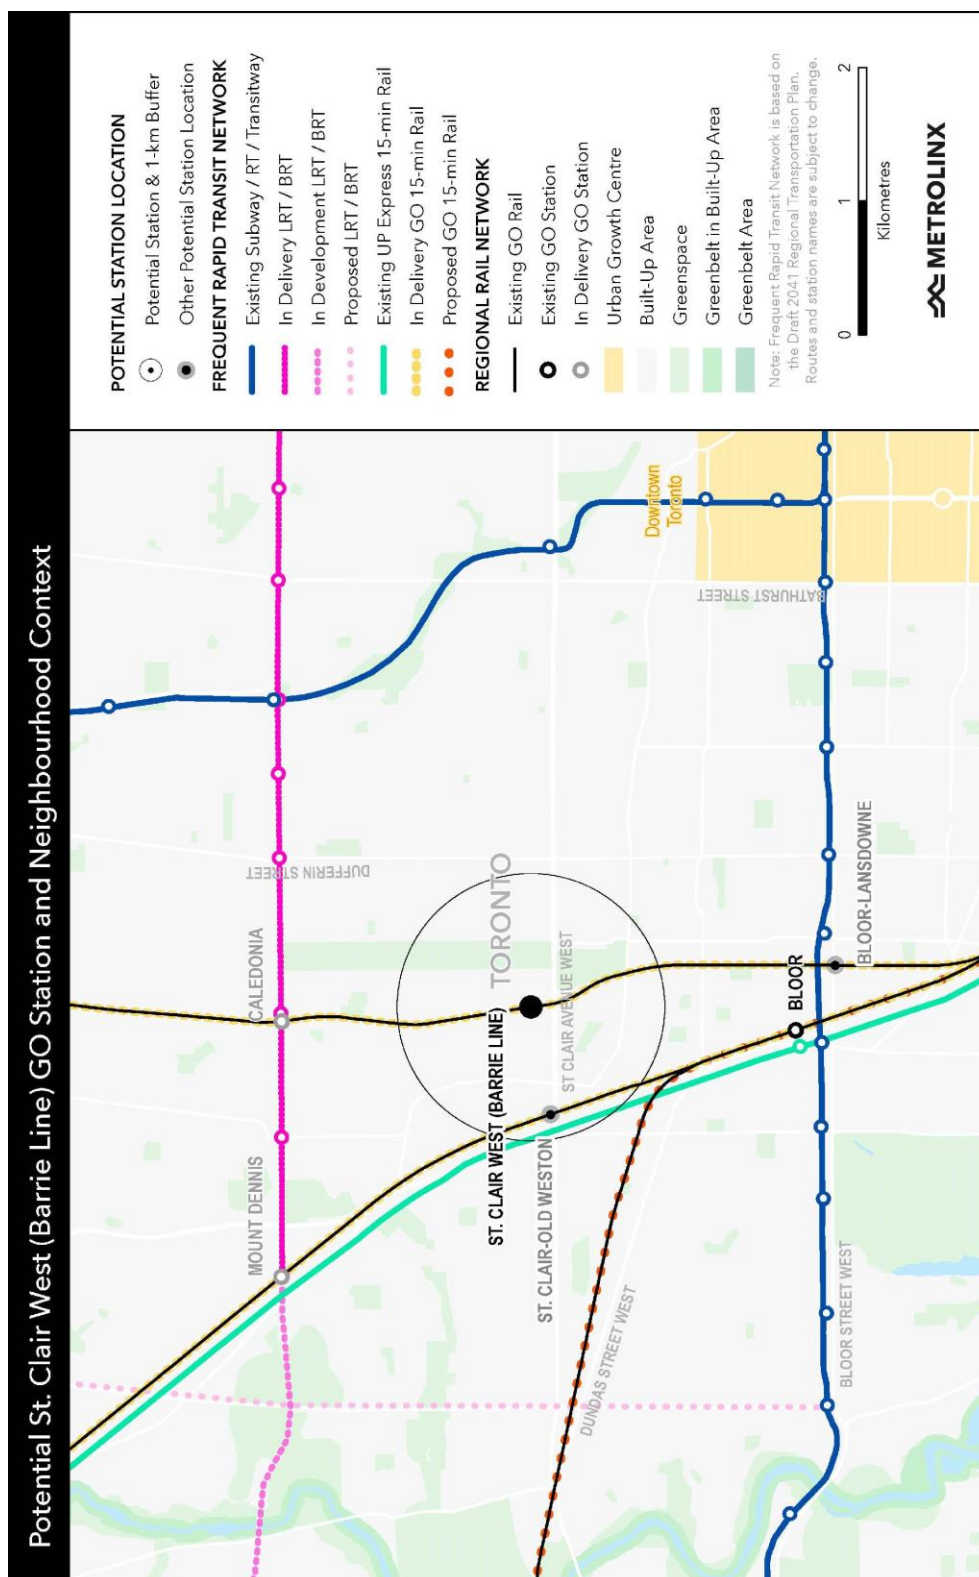 Potential St. Clair West (Barrie Line) GO Station and Neighbourhood Context
MOUNT DENNIS
CALEDONIA
DUFFERIN STREET
ST. CLAIR WEST (BARRIE LINE)
TORONTO
ST. CLAIR-OLD WESTON
ST CLAIR AVENUE WEST
DUNDAS STREET WEST
Downtown
Toronto
BATHURST STREET
BLOOR
BLOOR STREET WEST
BLOOR-LANSDOWNE
POTENTIAL STATION LOCATION
Potential Station & 1-km Buffer
Other Potential Station Location
FREQUENT RAPID TRANSIT NETWORK
Existing Subway / RT / Transitway
In Delivery LRT / BRT
In Development LRT / BRT
Proposed LRT / BRT
Existing UP Express 15-min Rail
In Delivery GO 15-min Rail
Proposed GO 15-min Rail
REGIONAL RAIL NETWORK
Existing GO Rail
Existing GO Station
In Delivery GO Station
Urban Growth Centre
Built-Up Area
Greenspace
Greenbelt in Built-Up Area
Greenbelt Area
Note: Frequent Rapid Transit Network is based on
the Draft 2041 Regional Transportation Plan.
Routes and station names are subject to change.
0 1 2
Kilometres
METROLINX